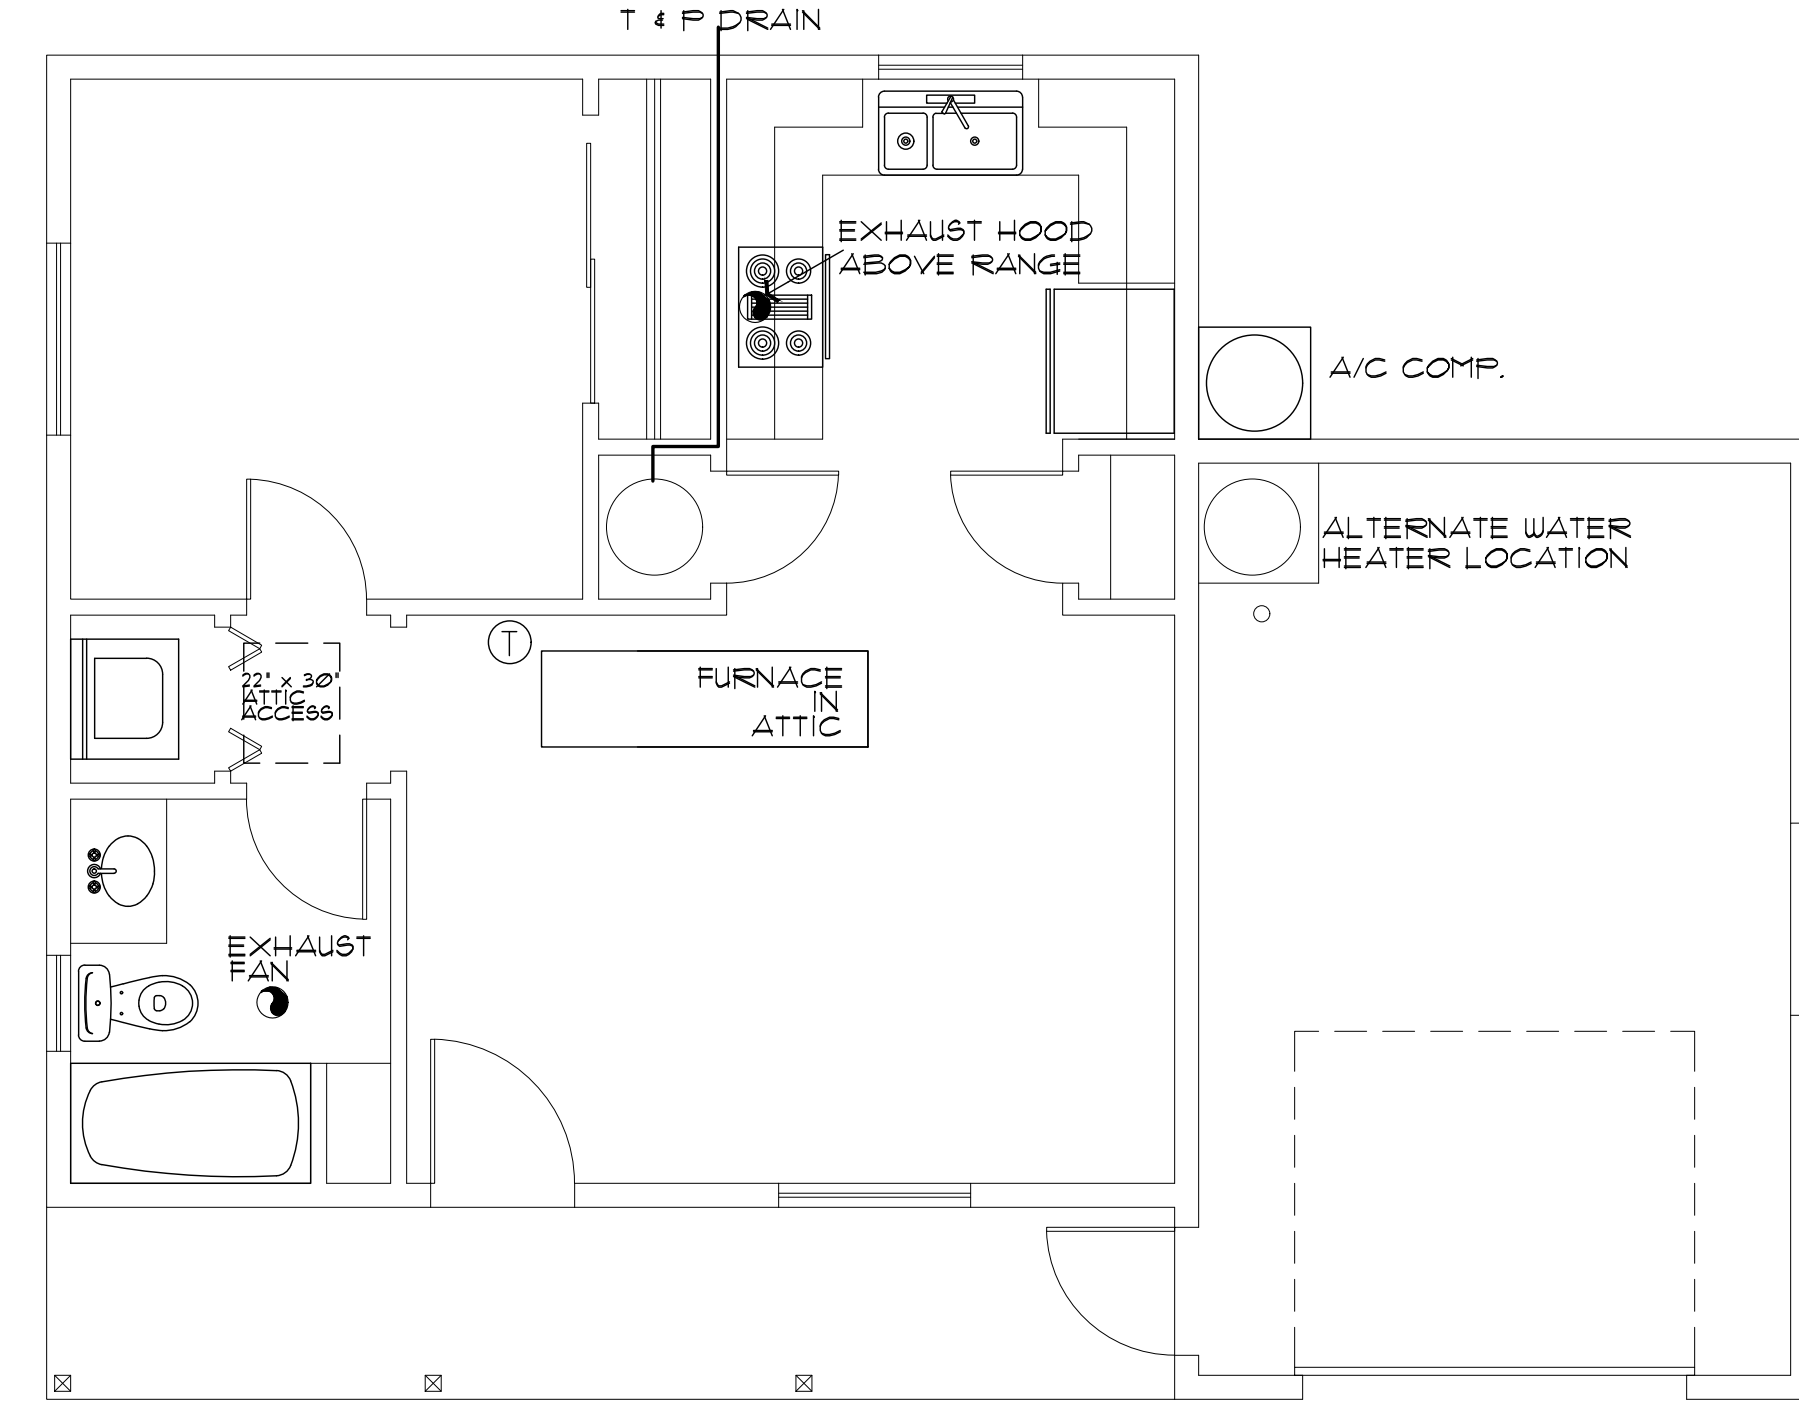 T & P DRAIN
EXHAUST HOOD
ABOVE RANGE
A/C COMP.
ALTERNATE WATER
HEATER LOCATION
T
FURNACE
IN
ATTIC
22" x 30"
ATTIC
ACCESS
EXHAUST
FAN